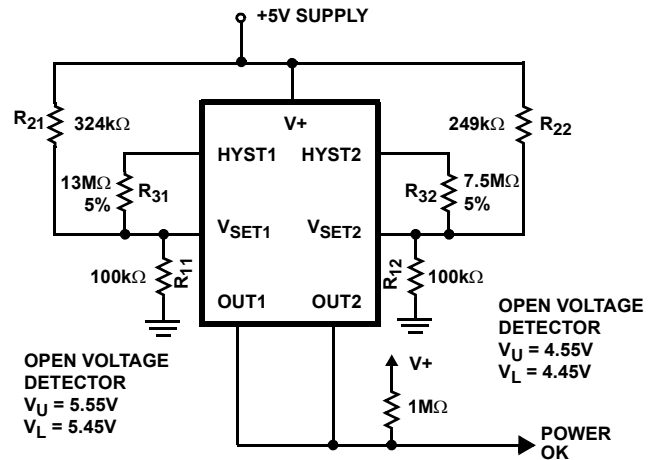 +5V SUPPLY
R21
324kΩ
V+
249kΩ
R22
HYST1
HYST2
13MΩ
5%
R31
R32
7.5MΩ
5%
VSET1
VSET2
100kΩ
R11
R12
100kΩ
OUT1
OUT2
OPEN VOLTAGE
DETECTOR
VU = 4.55V
VL = 4.45V
OPEN VOLTAGE
DETECTOR
VU = 5.55V
VL = 5.45V
V+
1MΩ
POWER
OK